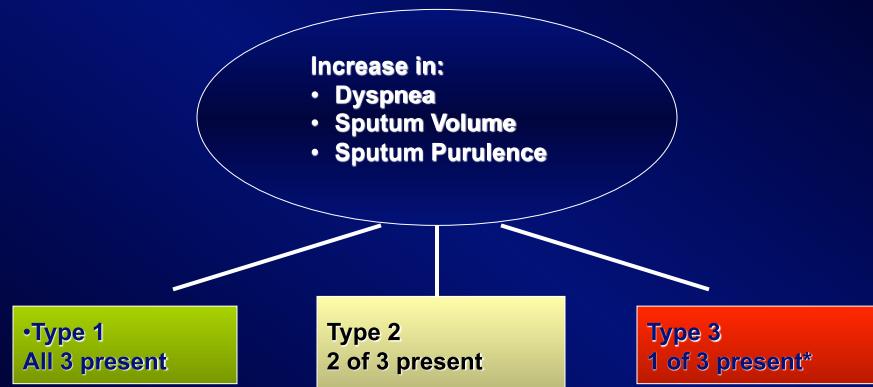 Increase in:
• Dyspnea
• Sputum Volume
• Sputum Purulence
•Type 1
All 3 present
Type 2
2 of 3 present
Type 3
1 of 3 present*